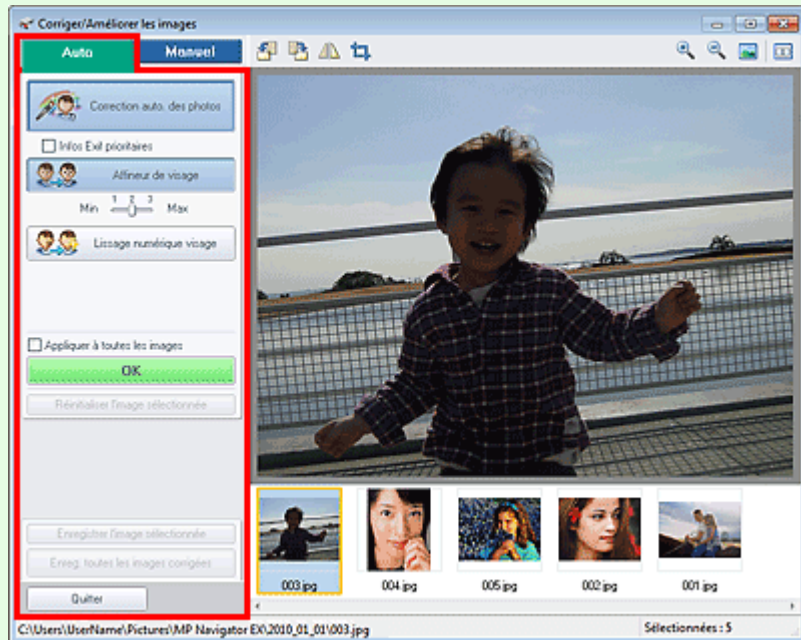 Corriger/Améliorer les images
Auto
Manuel
Correction auto. des photos
Infos Exif prioritaires
Affineur de visage
1 2 3
Min Max
Lissage numérique visage
Appliquer à toutes les images
OK
Réinitialiser l'image sélectionnée
Enregistrer l'image sélectionnée
Enreg. toutes les images corrigées
Quitter
003.jpg
004.jpg
005.jpg
002.jpg
001.jpg
C:\Users\UserName\Pictures\MP Navigator EX\2010_01_01\003.jpg
Sélectionnées : 5